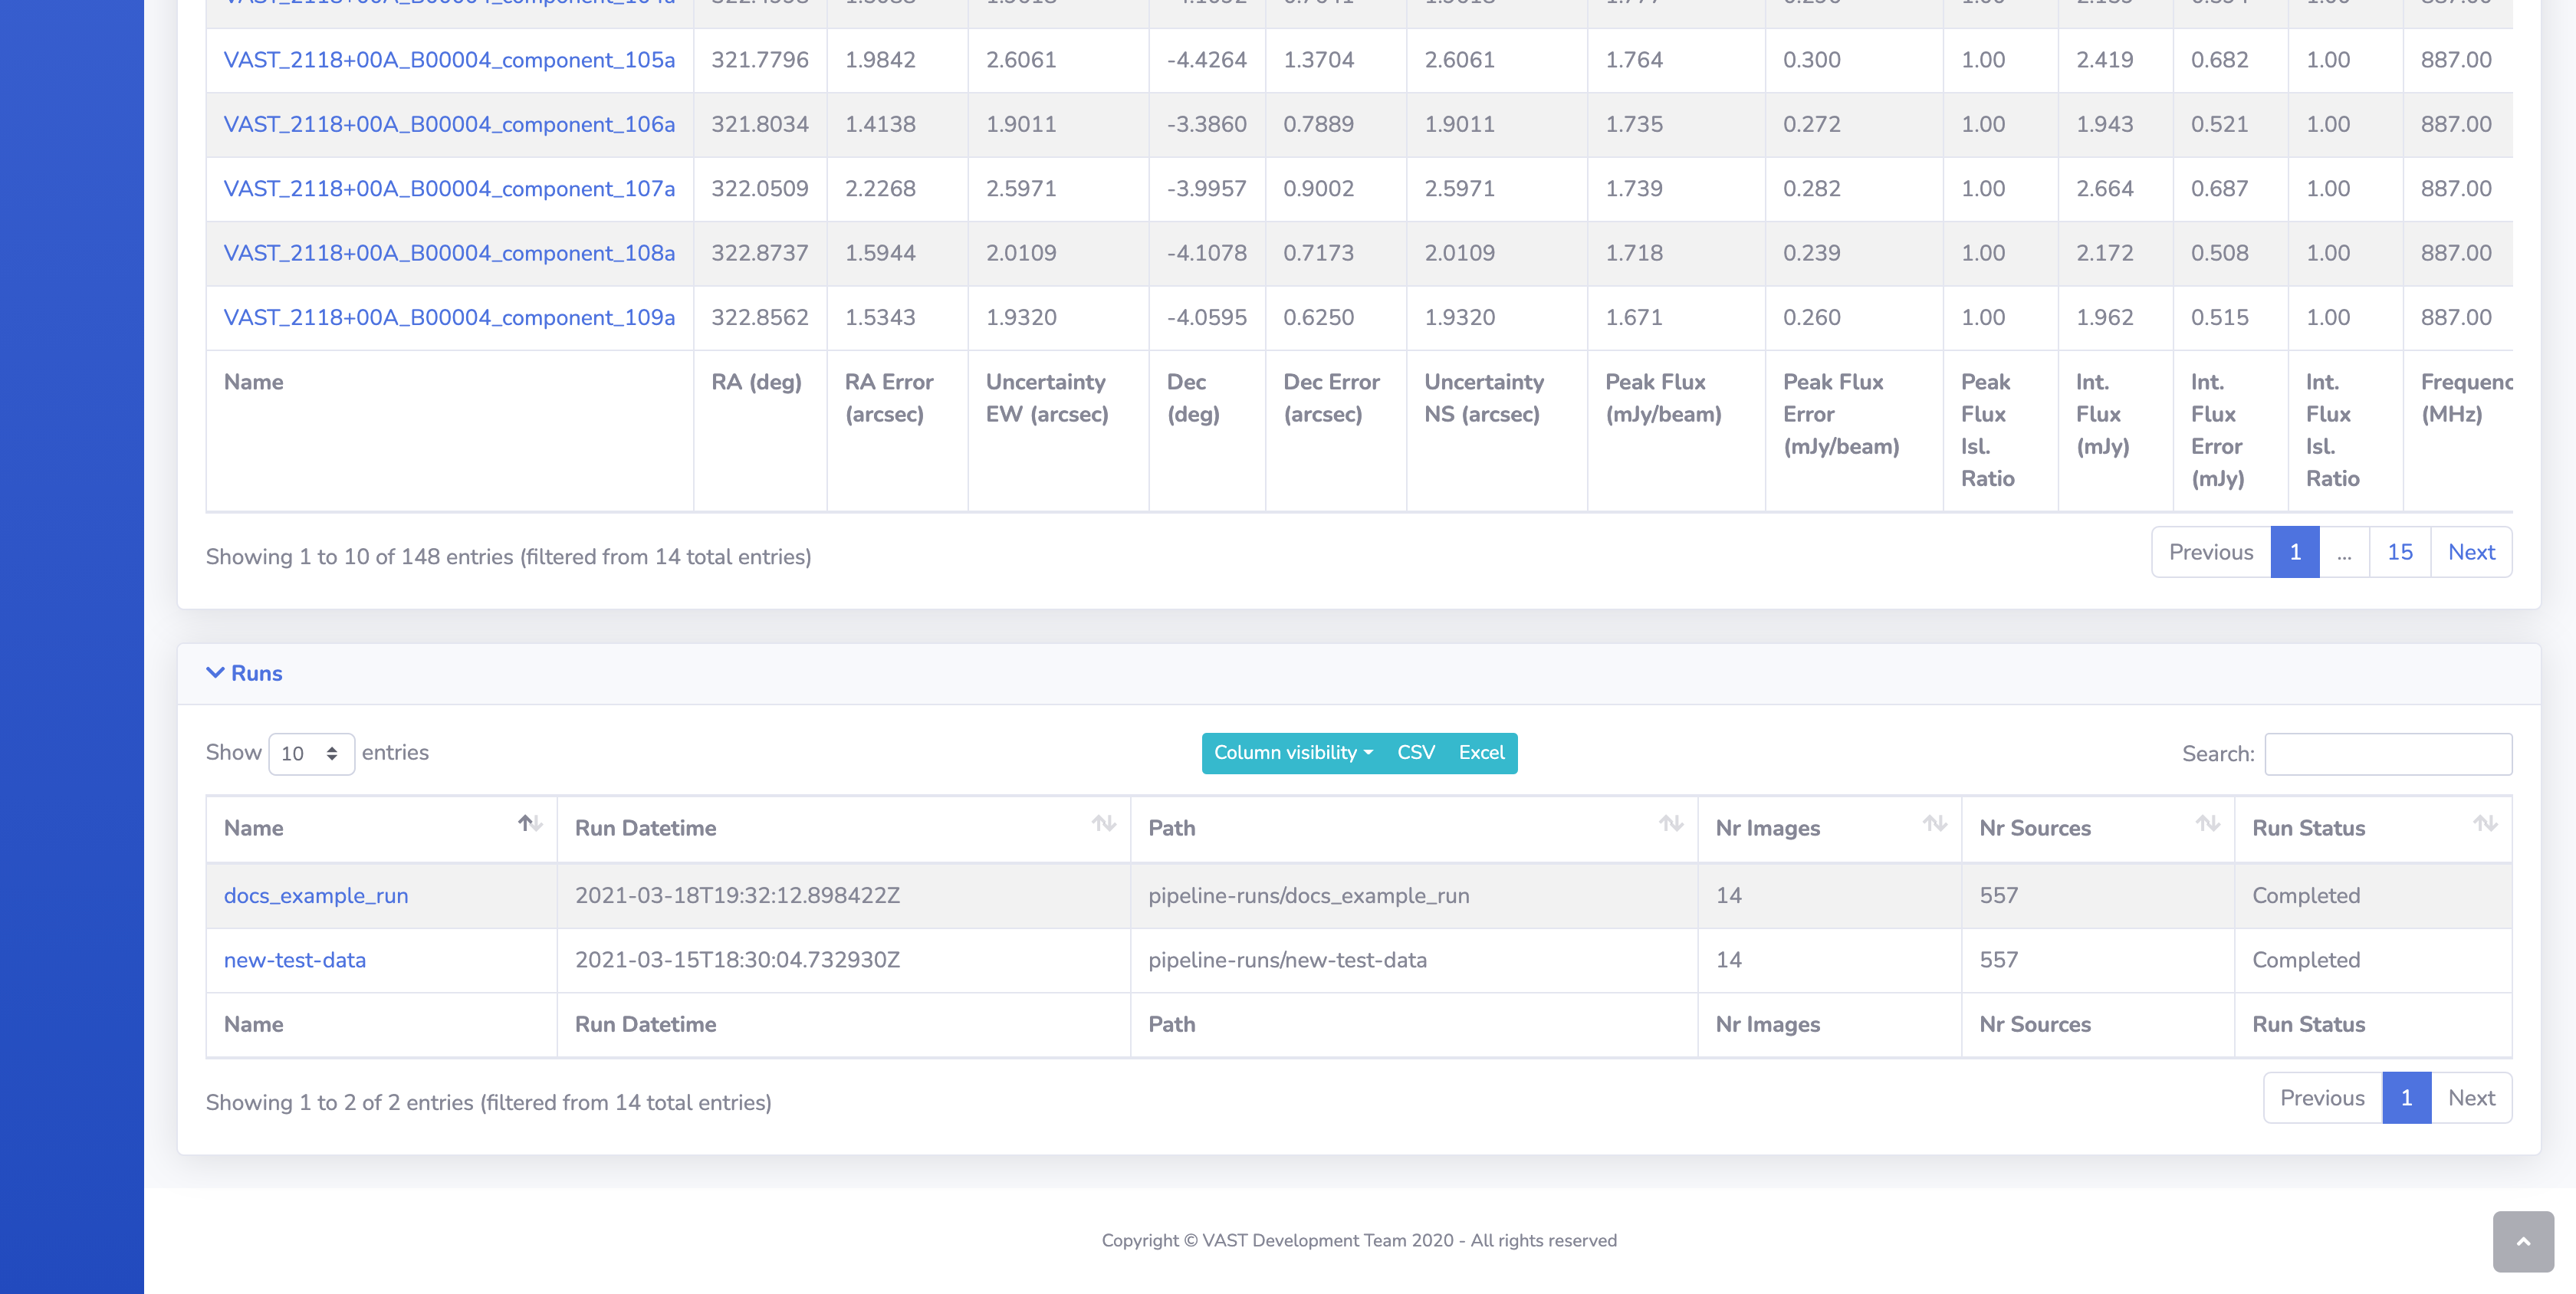 VAST_2118+00A_B00004_component_105a 321.7796 1.9842 2.6061 -4.4264 1.3704 2.6061 1.764 0.300 1.00 2.419 0.682 1.00 887.00
VAST_2118+00A_B00004_component_106a 321.8034 1.4138 1.9011 -3.3860 0.7889 1.9011 1.735 0.272 1.00 1.943 0.521 1.00 887.00
VAST_2118+00A_B00004_component_107a 322.0509 2.2268 2.5971 -3.9957 0.9002 2.5971 1.739 0.282 1.00 2.664 0.687 1.00 887.00
VAST_2118+00A_B00004_component_108a 322.8737 1.5944 2.0109 -4.1078 0.7173 2.0109 1.718 0.239 1.00 2.172 0.508 1.00 887.00
VAST_2118+00A_B00004_component_109a 322.8562 1.5343 1.9320 -4.0595 0.6250 1.9320 1.671 0.260 1.00 1.962 0.515 1.00 887.00
Name RA (deg) RA Error Uncertainty Dec Dec Error Uncertainty Peak Flux Peak Flux Peak Int. Int. Int. Frequenc
(arcsec) EW (arcsec) (deg) (arcsec) NS (arcsec) (mJy/beam) Error Flux Flux Flux Flux (MHz)
(mJy/beam) Isl. (mJy) Error Isl.
Ratio (mJy) Ratio
Showing 1 to 10 of 148 entries (filtered from 14 total entries) Previous 1 ... 15 Next
Runs
Show 10 entries Column visibility CSV Excel Search:
Name Run Datetime Path Nr Images Nr Sources Run Status
docs_example_run 2021-03-18T19:32:12.898422Z pipeline-runs/docs_example_run 14 557 Completed
new-test-data 2021-03-15T18:30:04.732930Z pipeline-runs/new-test-data 14 557 Completed
Name Run Datetime Path Nr Images Nr Sources Run Status
Showing 1 to 2 of 2 entries (filtered from 14 total entries) Previous 1 Next
Copyright © VAST Development Team 2020 - All rights reserved